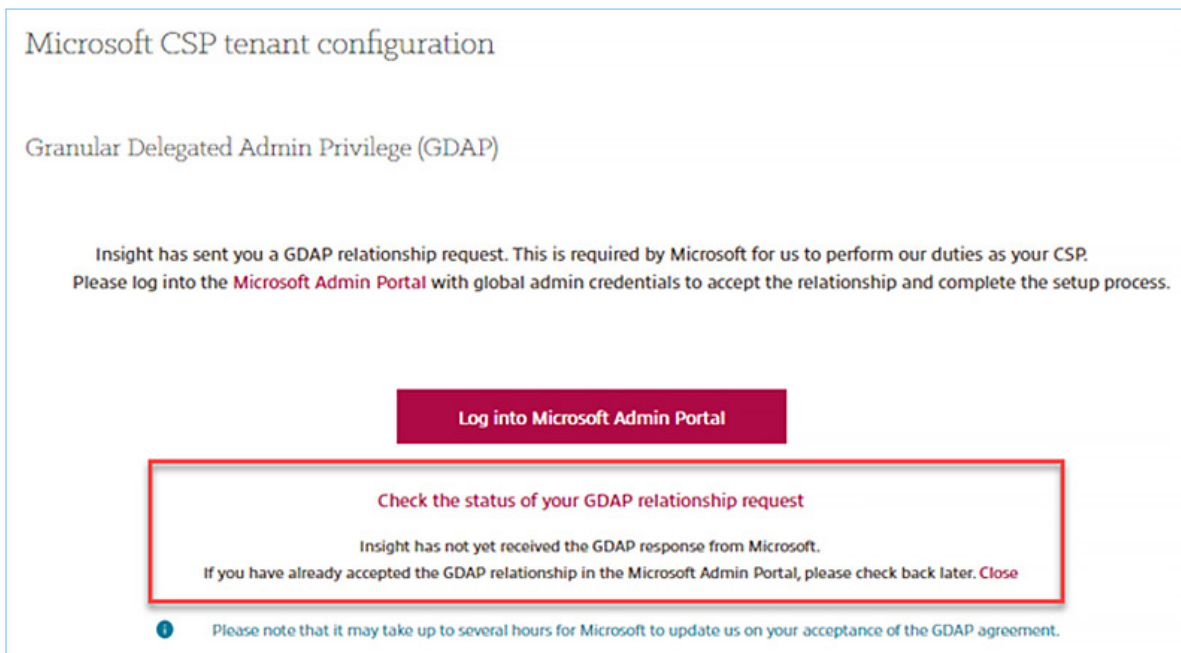 Microsoft CSP tenant configuration
Granular Delegated Admin Privilege (GDAP)
Insight has sent you a GDAP relationship request. This is required by Microsoft for us to perform our duties as your CSP.
Please log into the Microsoft Admin Portal with global admin credentials to accept the relationship and complete the setup process.
Log into Microsoft Admin Portal
Check the status of your GDAP relationship request
Insight has not yet received the GDAP response from Microsoft.
If you have already accepted the GDAP relationship in the Microsoft Admin Portal, please check back later. Close
Please note that it may take up to several hours for Microsoft to update us on your acceptance of the GDAP agreement.